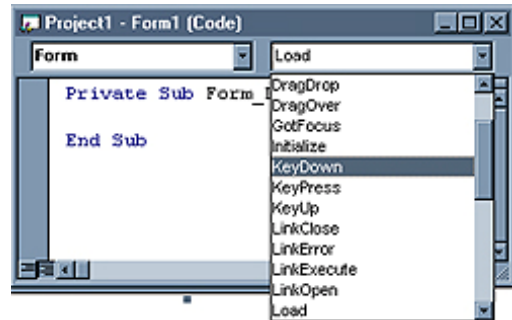 Project1 - Form1 (Code)
Form
Load
Private Sub Form_
End Sub
DragDrop
DragOver
GotFocus
Initialize
KeyDown
KeyPress
KeyUp
LinkClose
LinkError
LinkExecute
LinkOpen
Load